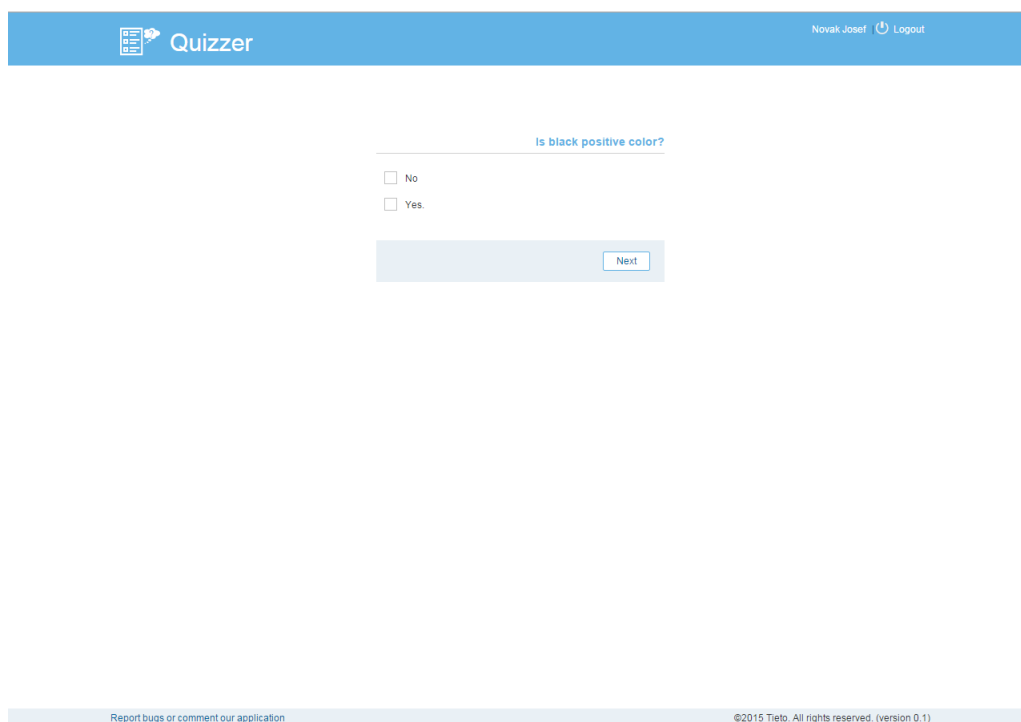 Quizzer
Novak Josef | Logout
Is black positive color?
No
Yes.
Next
Report bugs or comment our application
©2015 Tieto. All rights reserved. (version 0.1)